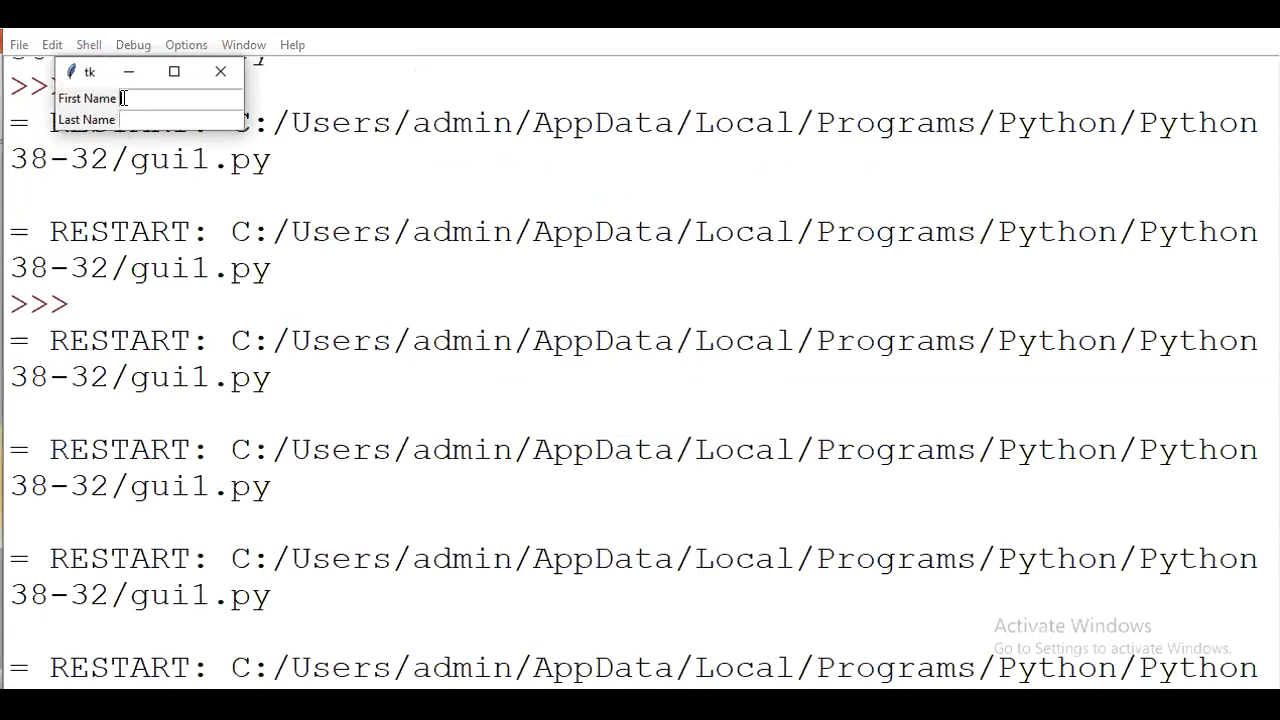 File Edit Shell Debug Options Window Help
tk
>>
First Name
Last Name
= RESTART: C:/Users/admin/AppData/Local/Programs/Python/Python
38-32/gui1.py
= RESTART: C:/Users/admin/AppData/Local/Programs/Python/Python
38-32/gui1.py
>>>
= RESTART: C:/Users/admin/AppData/Local/Programs/Python/Python
38-32/gui1.py
= RESTART: C:/Users/admin/AppData/Local/Programs/Python/Python
38-32/gui1.py
= RESTART: C:/Users/admin/AppData/Local/Programs/Python/Python
38-32/gui1.py
Activate Windows
Go to Settings to activate Windows.
= RESTART: C:/Users/admin/AppData/Local/Programs/Python/Python